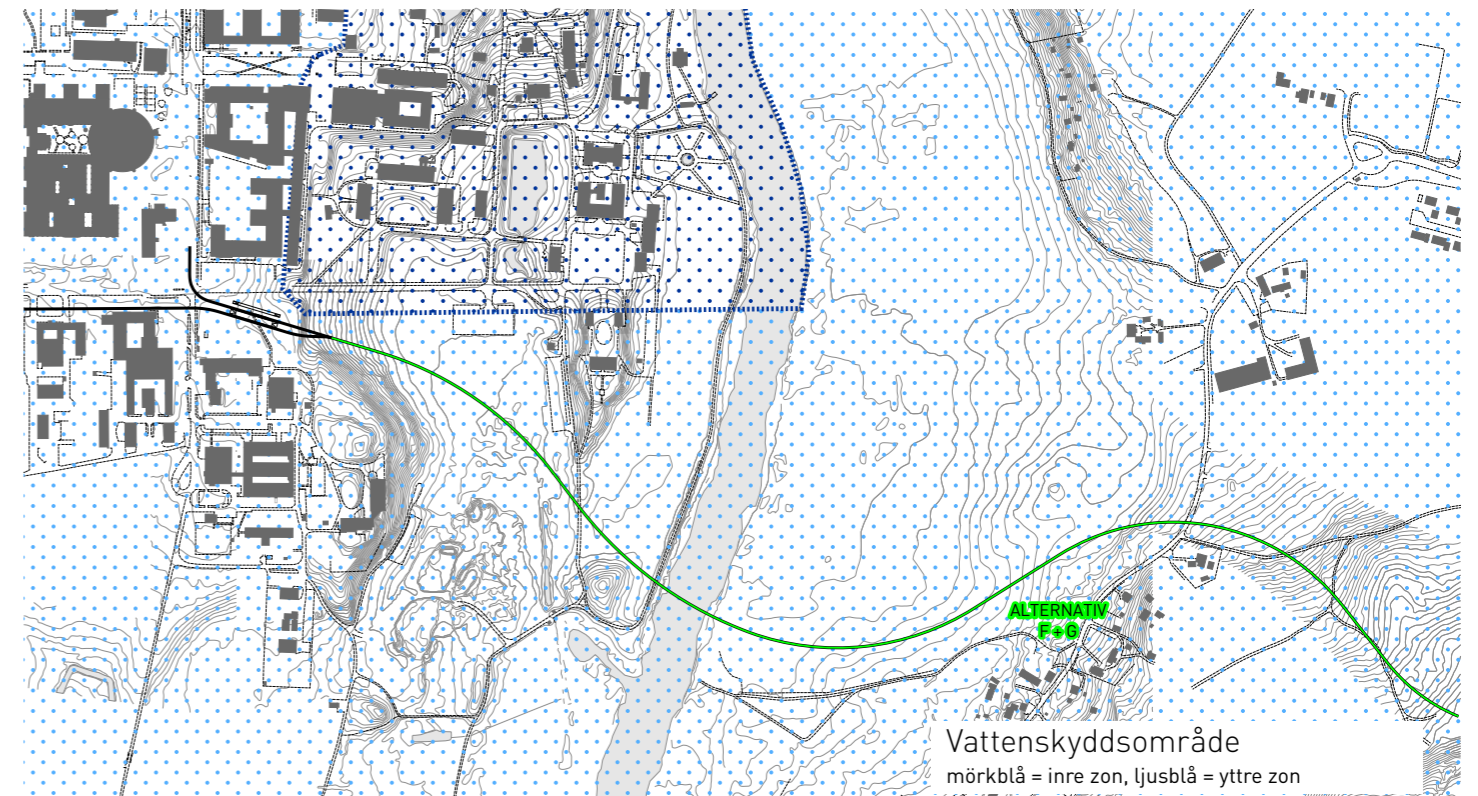 ALTERNATIV
F + G
Vattenskyddsområde
mörkblå = inre zon, ljusblå = yttre zon